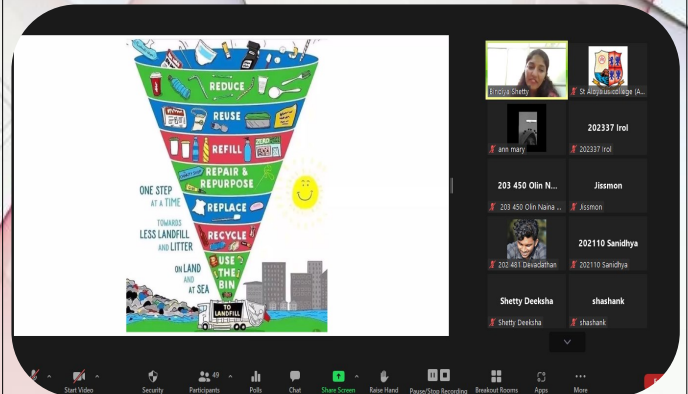 REDUCE
REUSE
REFILL
REPAIR &
REPURPOSE
REPLACE
RECYCLE
USE
THE
BIN
TO
LANDFILL
ONE STEP
AT A TIME
TOWARDS
LESS LANDFILL
AND LITTER
ON LAND
AND
AT SEA
Bindiya Shetty
St Aloysius college (A...
ann mary
202337 Irol
202337 Irol
203 450 Olin N...
203 450 Olin Naina ...
Jissmon
Jissmon
202 481 Devadathan
202110 Sanidhya
202110 Sanidhya
Shetty Deeksha
Shetty Deeksha
shashank
shashank
Start Video
Security
49
Participants
Polls
Chat
Share Screen
Raise Hand
Pause/Stop Recording
Breakout Rooms
Apps
More